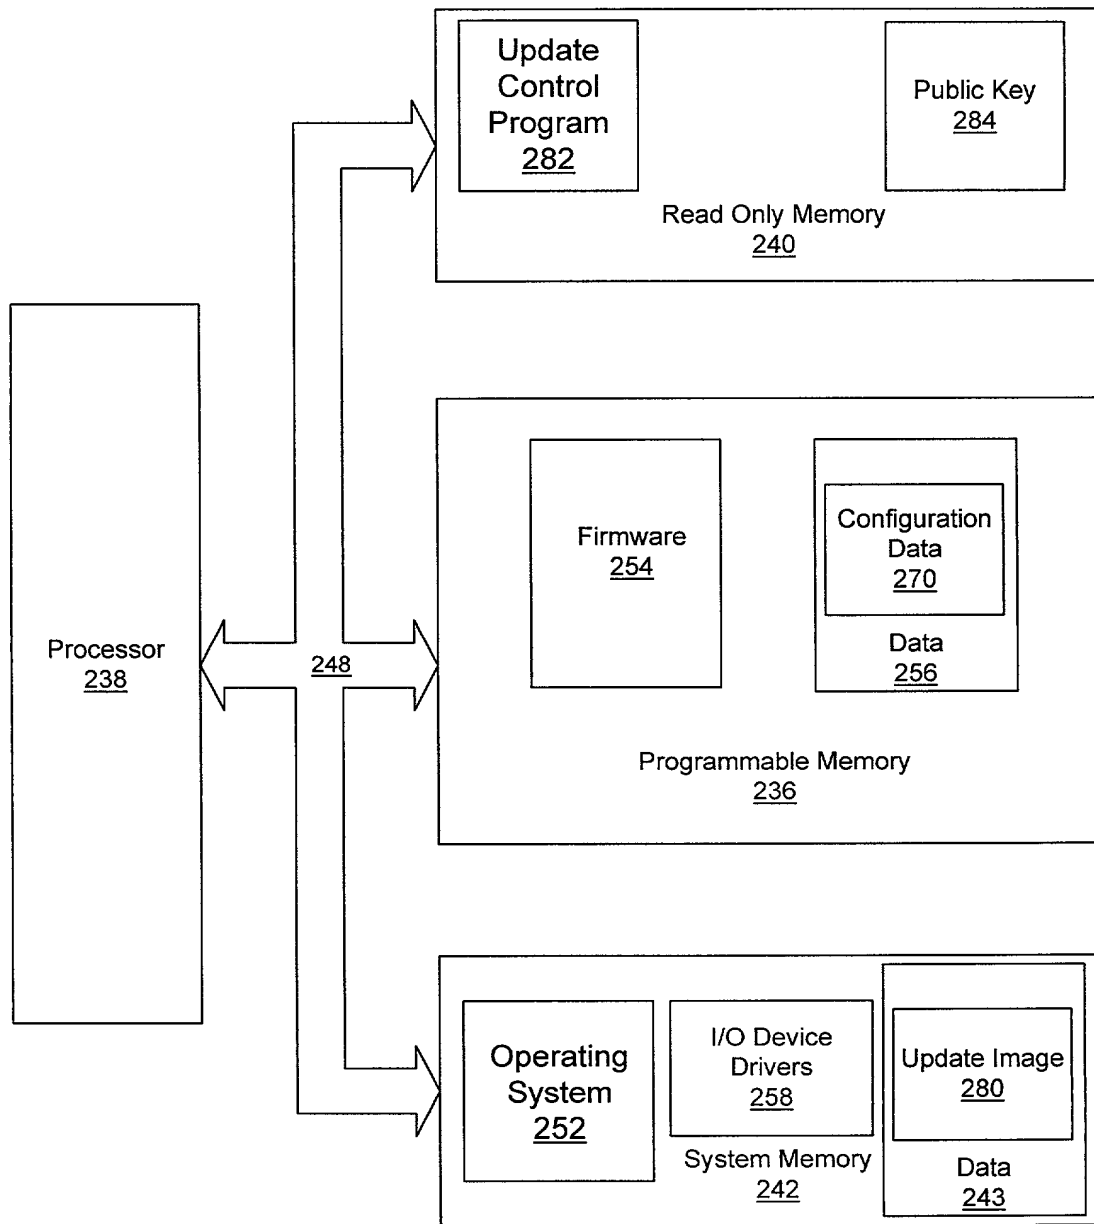 Update
Control
Program
282
Public Key
284
Read Only Memory
240
Processor
238
248
Firmware
254
Configuration
Data
270
Data
256
Programmable Memory
236
Operating
System
252
I/O Device
Drivers
258
Update Image
280
System Memory
242
Data
243